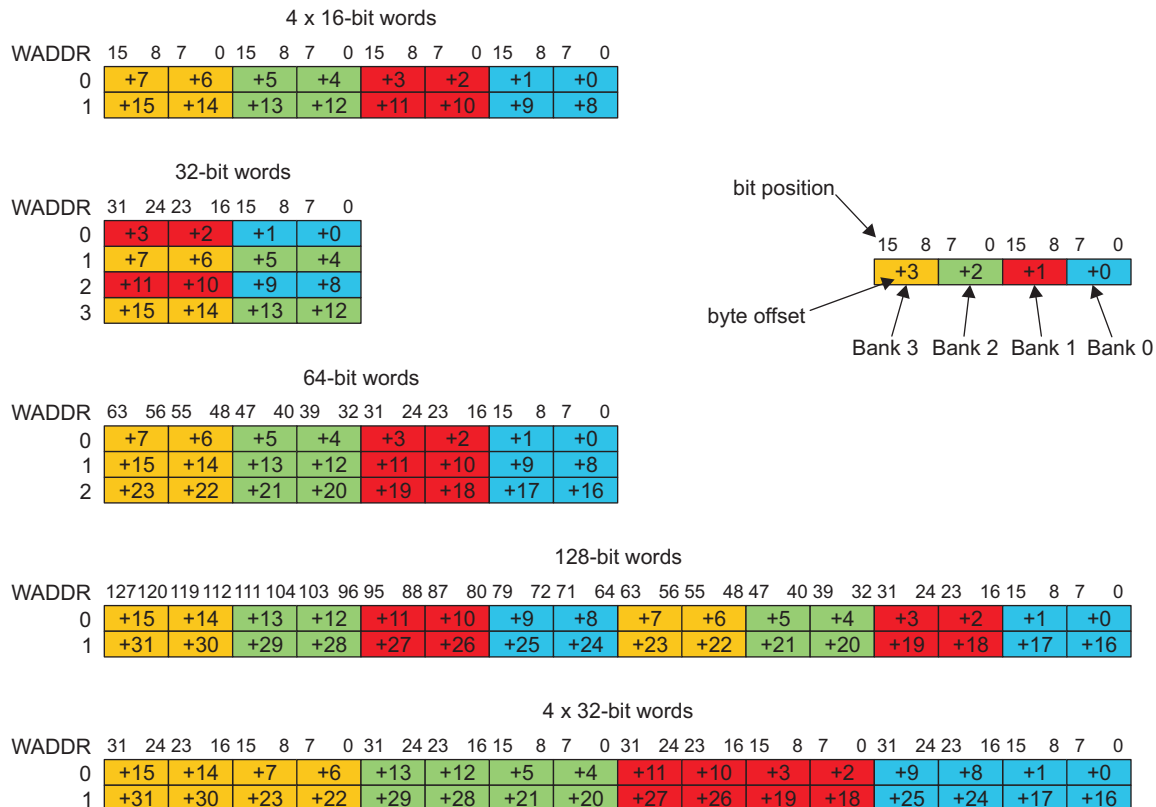 4 x 16-bit words
WADDR 15 8 7 0 15 8 7 0 15 8 7 0 15 8 7 0
0 +7 +6 +5 +4 +3 +2 +1 +0
1 +15 +14 +13 +12 +11 +10 +9 +8
32-bit words
WADDR 31 24 23 16 15 8 7 0
0 +3 +2 +1 +0
1 +7 +6 +5 +4
2 +11 +10 +9 +8
3 +15 +14 +13 +12
bit position
15 8 7 0 15 8 7 0
+3 +2 +1 +0
byte offset
Bank 3 Bank 2 Bank 1 Bank 0
64-bit words
WADDR 63 56 55 48 47 40 39 32 31 24 23 16 15 8 7 0
0 +7 +6 +5 +4 +3 +2 +1 +0
1 +15 +14 +13 +12 +11 +10 +9 +8
2 +23 +22 +21 +20 +19 +18 +17 +16
128-bit words
WADDR 127 120 119 112 111 104 103 96 95 88 87 80 79 72 71 64 63 56 55 48 47 40 39 32 31 24 23 16 15 8 7 0
0 +15 +14 +13 +12 +11 +10 +9 +8 +7 +6 +5 +4 +3 +2 +1 +0
1 +31 +30 +29 +28 +27 +26 +25 +24 +23 +22 +21 +20 +19 +18 +17 +16
4 x 32-bit words
WADDR 31 24 23 16 15 8 7 0 31 24 23 16 15 8 7 0 31 24 23 16 15 8 7 0 31 24 23 16 15 8 7 0
0 +15 +14 +7 +6 +13 +12 +5 +4 +11 +10 +3 +2 +9 +8 +1 +0
1 +31 +30 +23 +22 +29 +28 +21 +20 +27 +26 +19 +18 +25 +24 +17 +16